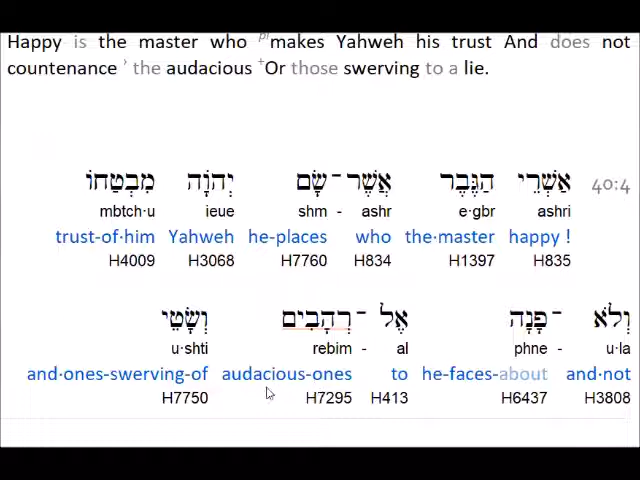 Happy is the master who pl makes Yahweh his trust And does not
countenance ʾ the audacious +Or those swerving to a lie.
40:4 אַשְׁרֵי הַגֶּבֶר אֲשֶׁר־שָׂם יְהוָֹה מִבְטַחוֹ
mbtch·u ieue shm - ashr e·gbr ashri
trust-of·him Yahweh he-places who the·master happy !
H4009 H3068 H7760 H834 H1397 H835
וְלֹא־פָנָה אֶל־רְהָבִים וְשָׂטֵי
u·shti rebim - al phne - u·la
and·ones-swerving-of audacious-ones to he-faces-about and·not
H7750 H7295 H413 H6437 H3808